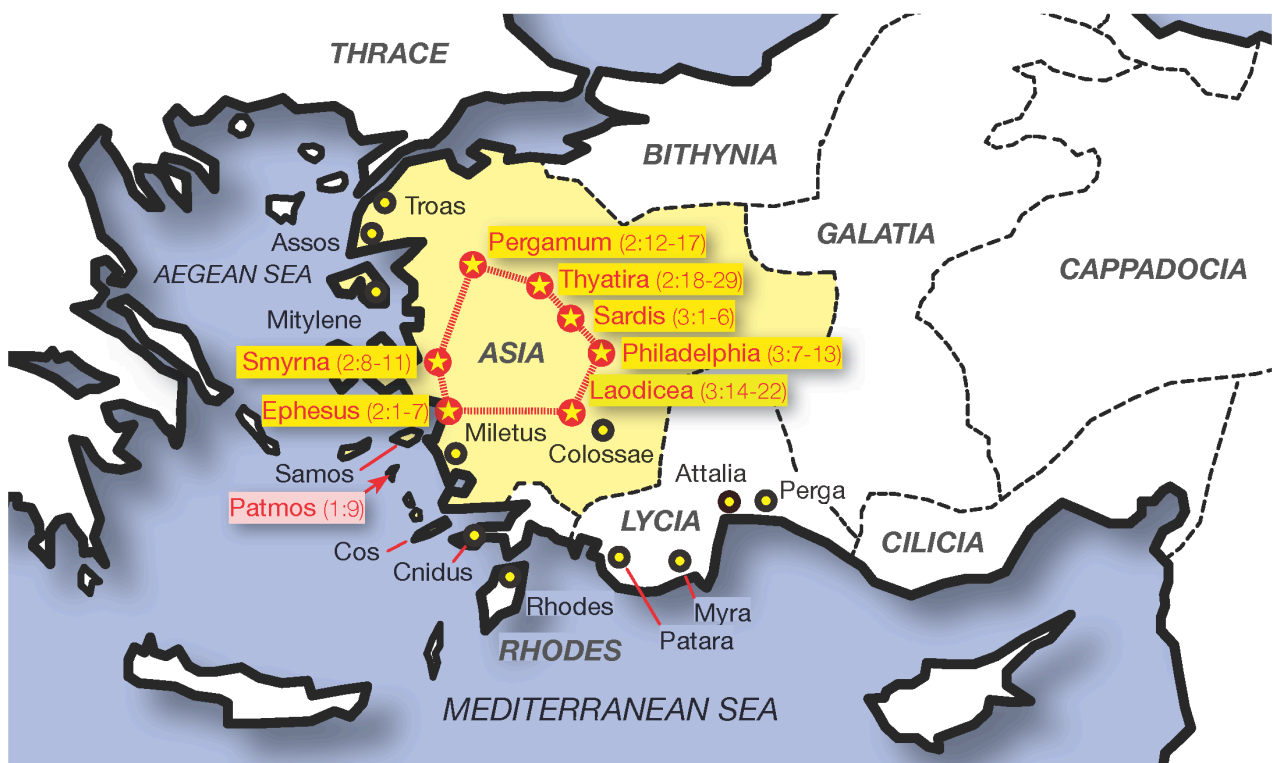 THRACE
BITHYNIA
Troas
GALATIA
Assos
Pergamum (2:12-17)
AEGEAN SEA
Thyatira (2:18-29)
CAPPADOCIA
Mitylene
Sardis (3:1-6)
Smyrna (2:8-11)
ASIA
Philadelphia (3:7-13)
Laodicea (3:14-22)
Ephesus (2:1-7)
Miletus
Colossae
Samos
Attalia
Perga
Patmos (1:9)
LYCIA
CILICIA
Cos
Cnidus
Rhodes
Myra
Patara
RHODES
MEDITERRANEAN SEA